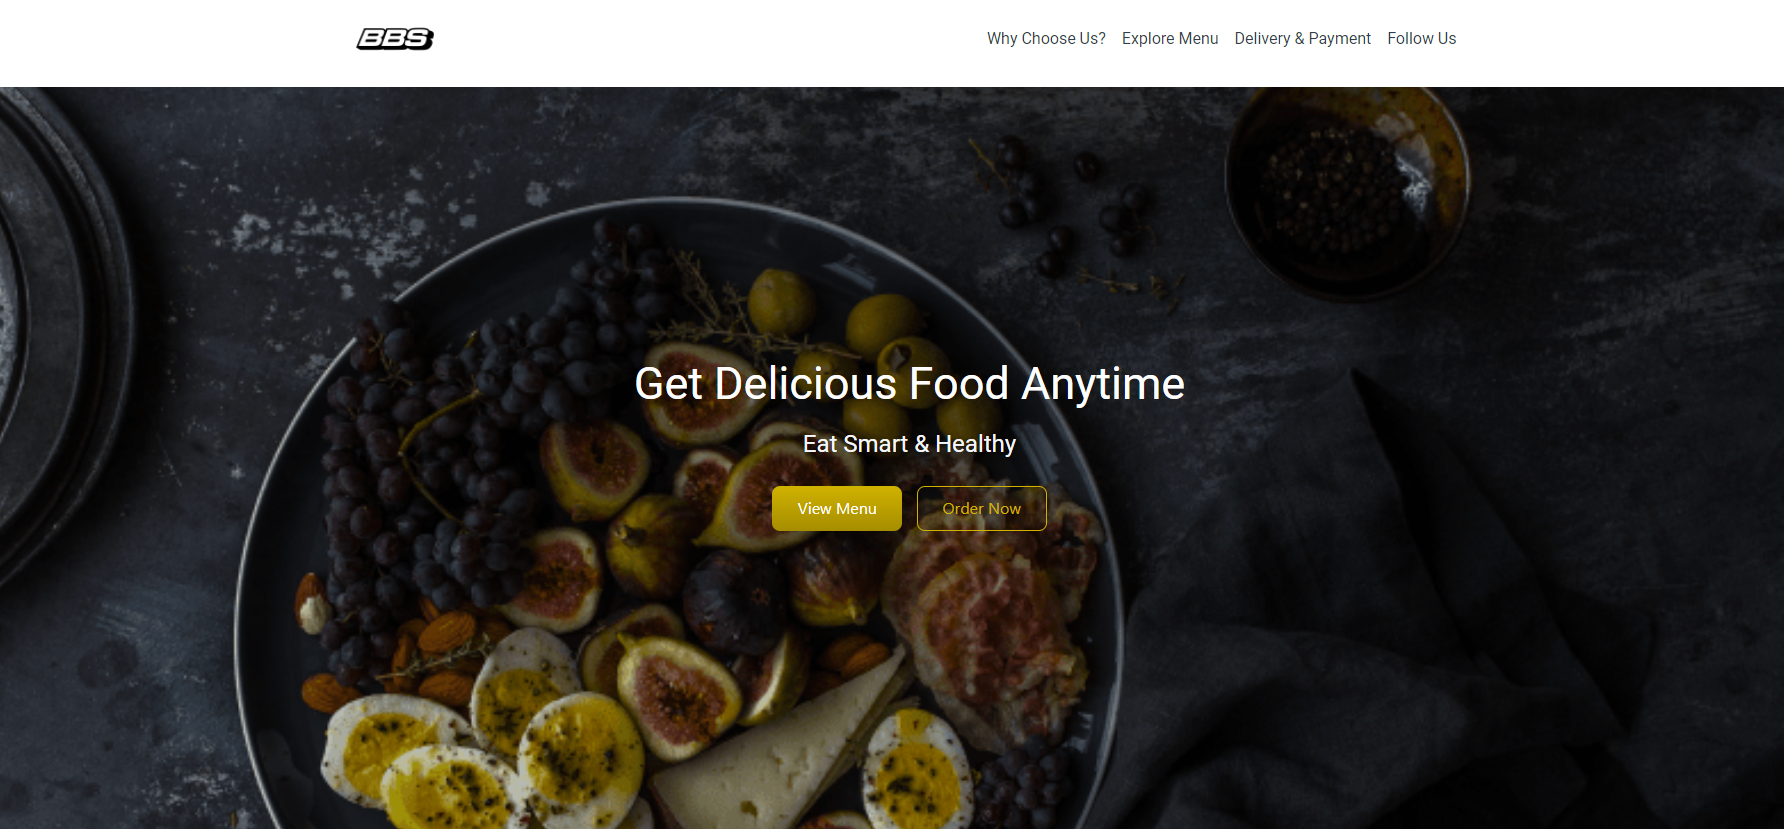 BBS
Why Choose Us? Explore Menu Delivery & Payment Follow Us
Get Delicious Food Anytime
Eat Smart & Healthy
View Menu Order Now